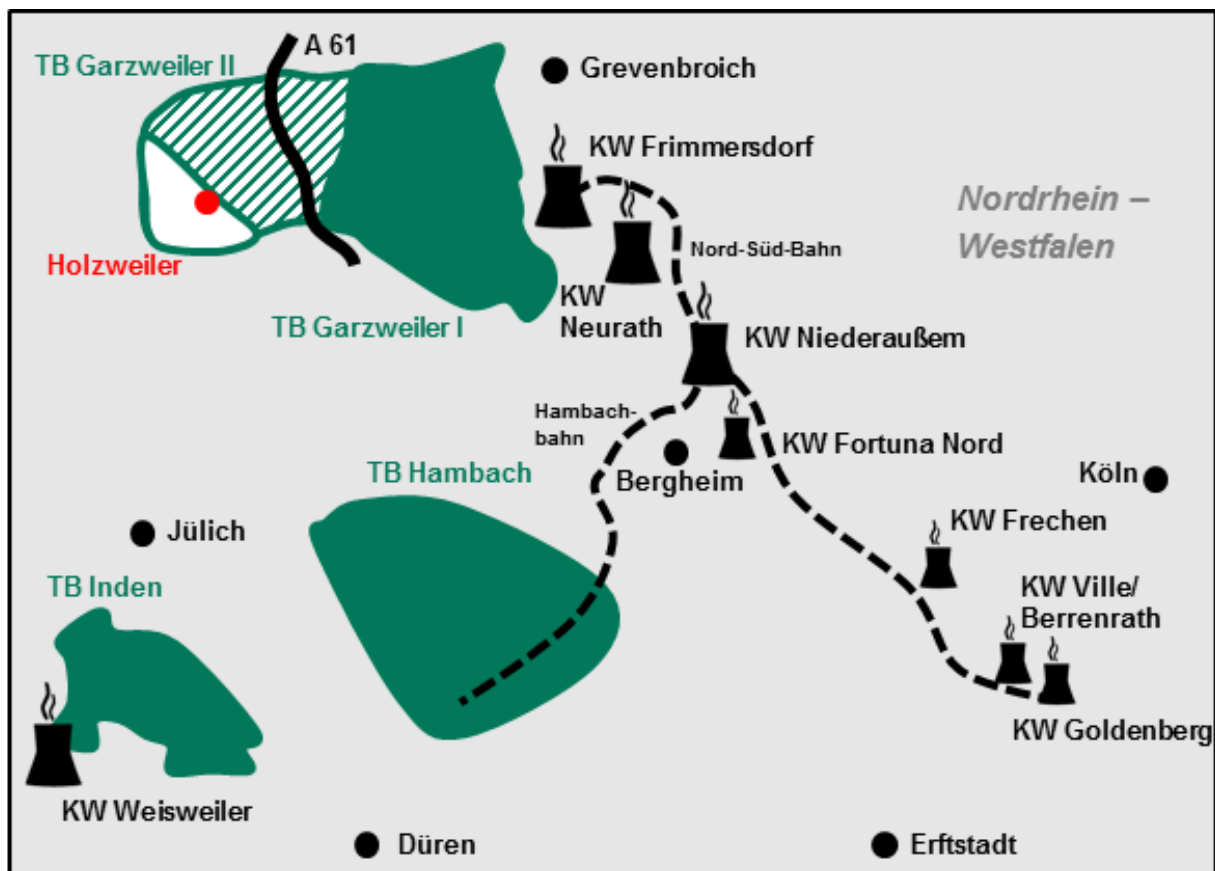 A 61
TB Garzweiler II
Grevenbroich
KW Frimmersdorf
Nordrhein –
Westfalen
Nord-Süd-Bahn
Holzweiler
KW
Neurath
TB Garzweiler I
KW Niederaußem
Hambach-
bahn
KW Fortuna Nord
TB Hambach
Bergheim
Köln
KW Frechen
Jülich
TB Inden
KW Ville/
Berrenrath
KW Goldenberg
KW Weisweiler
Düren
Erftstadt